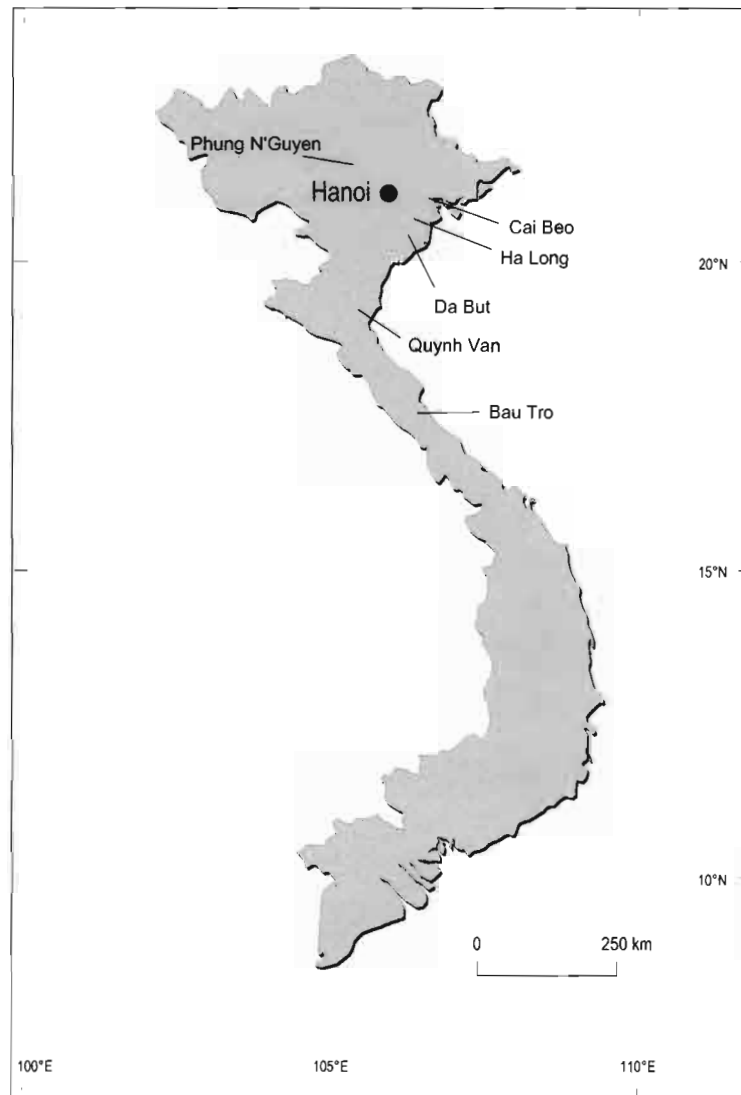 Phung N'Guyen
Hanoi
Cai Beo
Ha Long
20°N
Da But
Quynh Van
Bau Tro
15°N
10°N
0 250 km
100°E 105°E 110°E